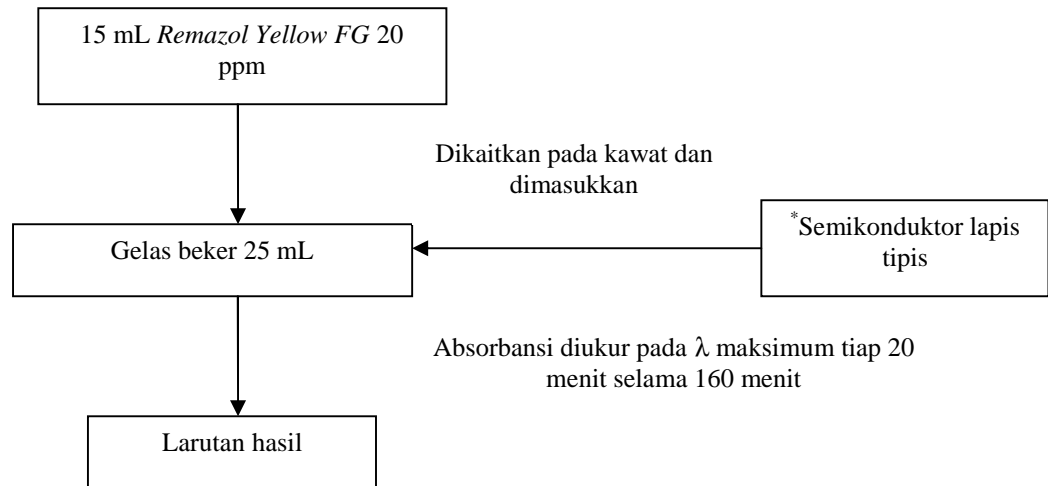 15 mL Remazol Yellow FG 20
ppm
Dikaitkan pada kawat dan
dimasukkan
*Semikonduktor lapis
tipis
Gelas beker 25 mL
Absorbansi diukur pada λ maksimum tiap 20
menit selama 160 menit
Larutan hasil